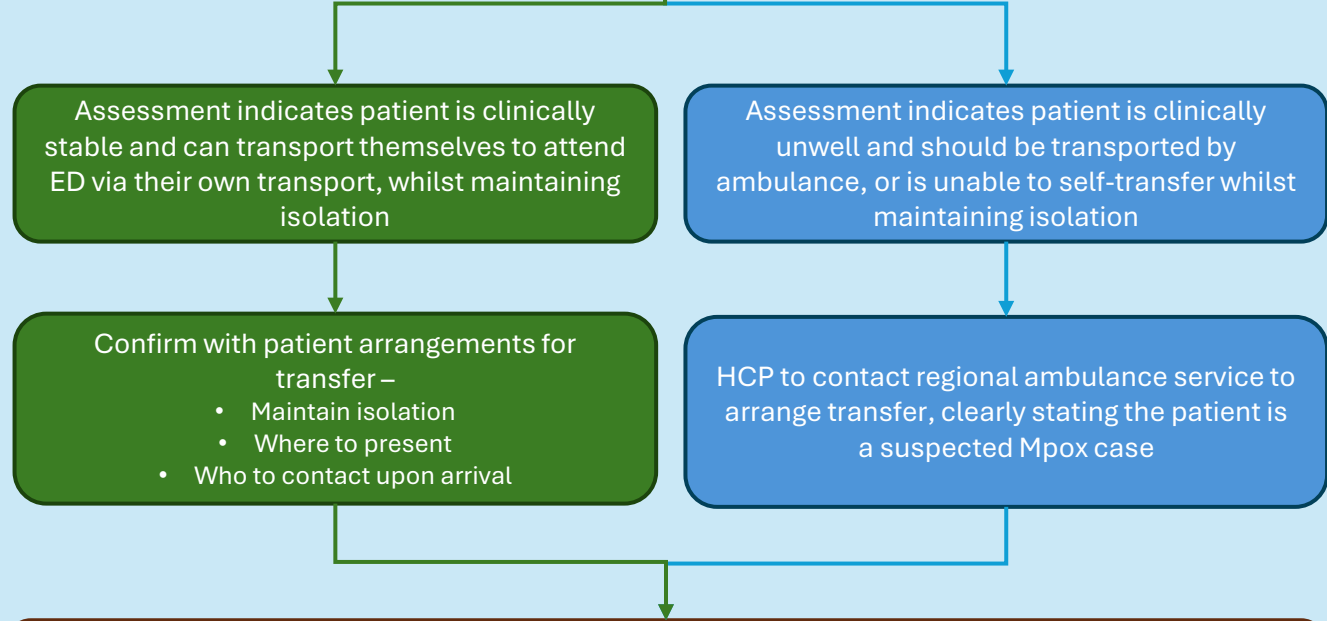 Assessment indicates patient is clinically
stable and can transport themselves to attend
ED via their own transport, whilst maintaining
isolation
Assessment indicates patient is clinically
unwell and should be transported by
ambulance, or is unable to self-transfer whilst
maintaining isolation
Confirm with patient arrangements for
transfer –
• Maintain isolation
• Where to present
• Who to contact upon arrival
HCP to contact regional ambulance service to
arrange transfer, clearly stating the patient is
a suspected Mpox case